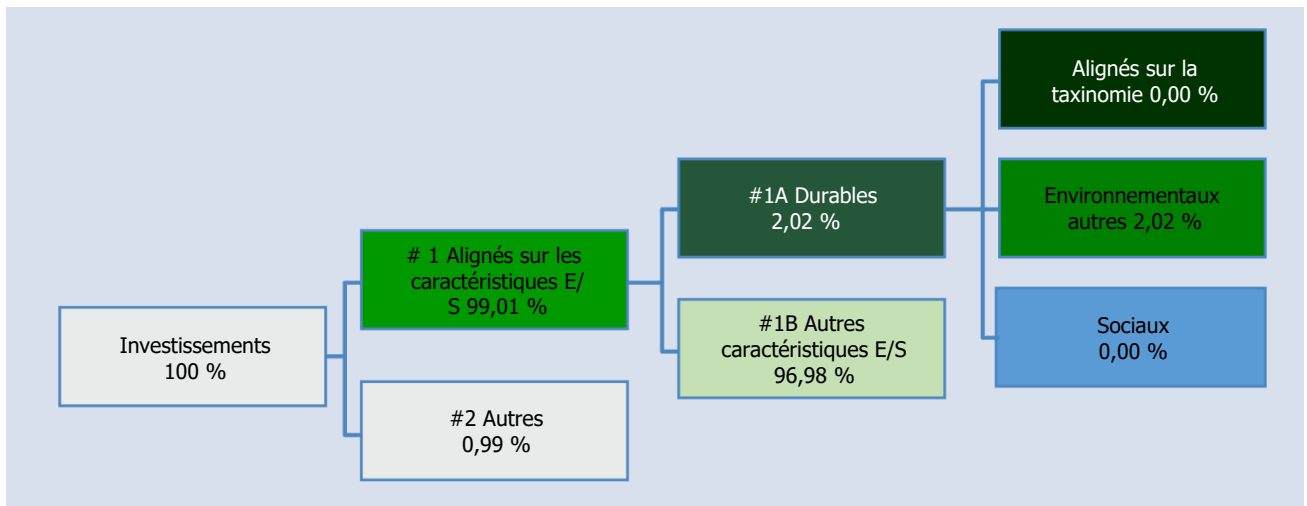 Investissements
100 %
# 1 Alignés sur les
caractéristiques E/
S 99,01 %
#2 Autres
0,99 %
#1A Durables
2,02 %
#1B Autres
caractéristiques E/S
96,98 %
Alignés sur la
taxinomie 0,00 %
Environnementaux
autres 2,02 %
Sociaux
0,00 %